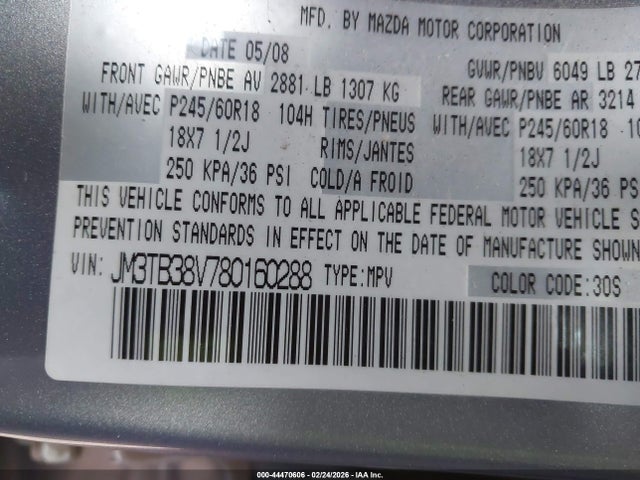 MFD. BY MAZDA MOTOR CORPORATION
DATE 05/08
GVWR/PNBV 6049 LB 27
FRONT GAWR/PNBE AV 2881 LB 1307 KG
REAR GAWR/PNBE AR 3214
WITH/AVEC P245/60R18 104H TIRES/PNEUS WITH/AVEC P245/60R18 10
18X7 1/2J RIMS/JANTES 18X7 1/2J
250 KPA/36 PSI COLD/A FROID 250 KPA/36 PS
THIS VEHICLE CONFORMS TO ALL APPLICABLE FEDERAL MOTOR VEHICLE S
PREVENTION STANDARDS IN EFFECT ON THE DATE OF MANUFACTURE SHOWN
VIN: JM3TB38V780160288 TYPE:MPV COLOR CODE:30S
000-44470606 - 02/24/2026 - IAA Inc.